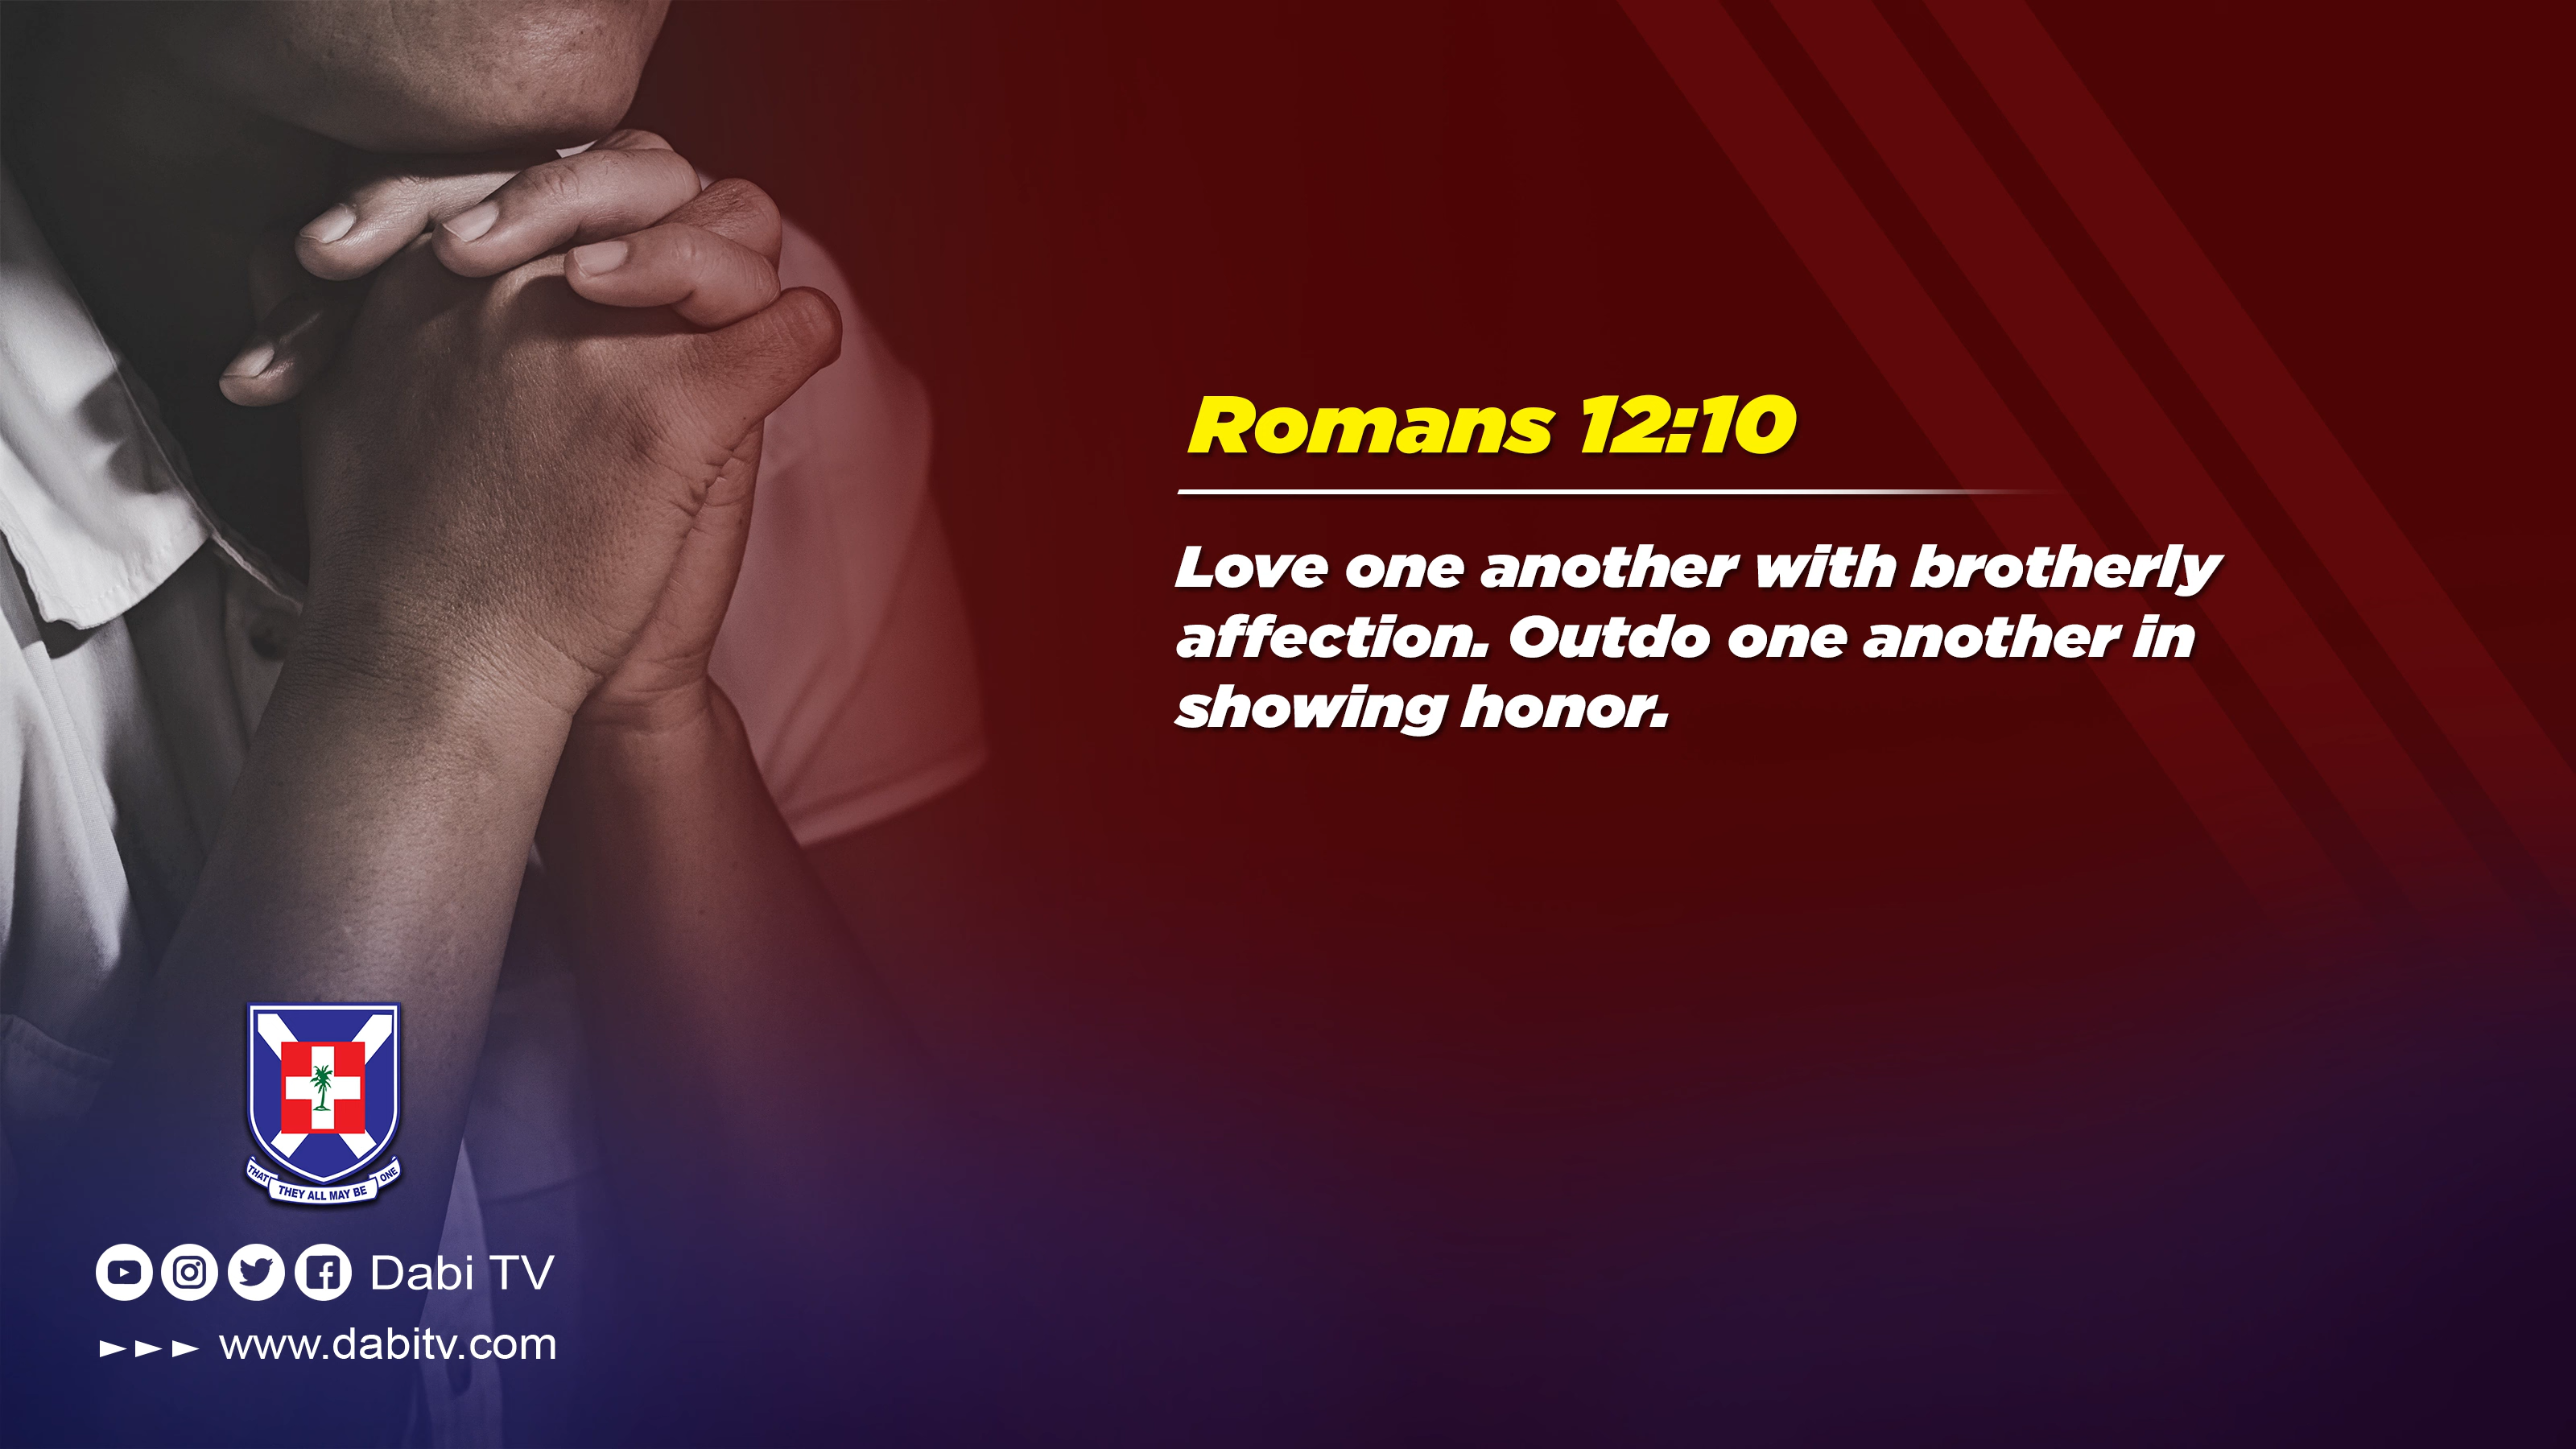 Romans 12:10
Love one another with brotherly
affection. Outdo one another in
showing honor.
THAT THEY ALL MAY BE ONE
Dabi TV
www.dabitv.com